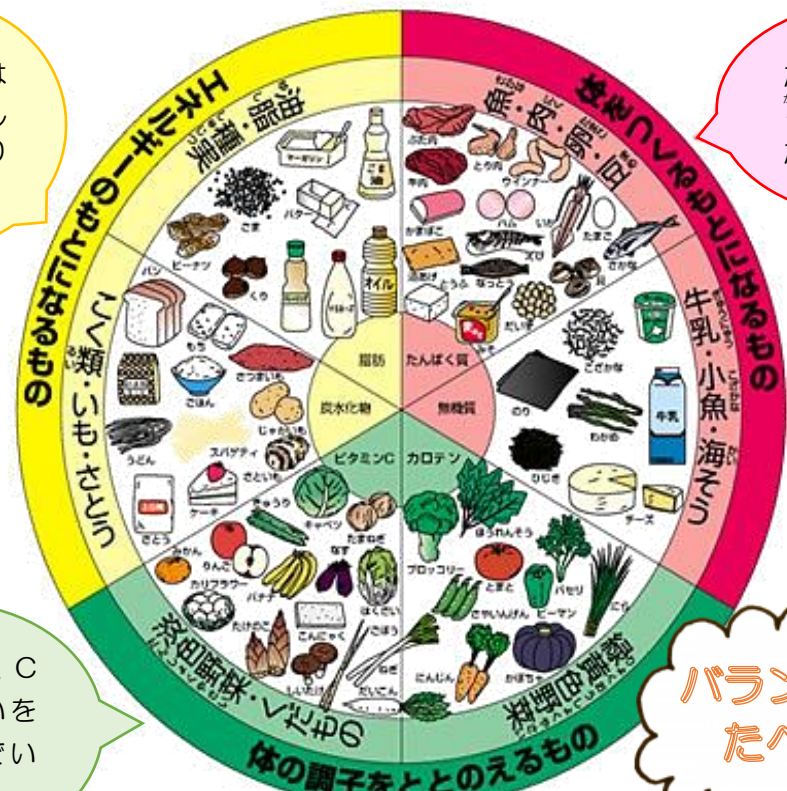 エネルギーのもとになるもの
体をつくるもとになるもの
体の調子をととのえるもの
油脂・種実
魚・肉・卵・豆
牛乳・小魚・海そう
緑黄色野菜
淡色野菜・くだもの
こく類・いも・さとう
脂肪
たんぱく質
炭水化物
無機質
ビタミンC
カロテン
マーガリン
ごま油
ごま
バター
ピーナツ
くり
オイル
ぶた肉
とり肉
ウインナー
牛肉
かまぼこ
ハム
いか
たまご
さかな
えび
貝
とうふ
なっとう
だいず
みそ
こざかな
のり
わかめ
牛乳
ひじき
チーズ
パン
もち
さつまいも
ごはん
じゃがいも
うどん
スパゲティ
さといも
さとう
ケーキ
きゅうり
キャベツ
たまねぎ
みかん
りんご
バナナ
なす
はくさい
カリフラワー
たけのこ
こんにゃく
ごぼう
しいたけ
ねぎ
だいこん
ブロッコリー
ほうれんそう
とまと
パセリ
にら
さやいんげん
ピーマン
にんじん
かぼちゃ
は
り
C
いを
でい
バラン
たべ